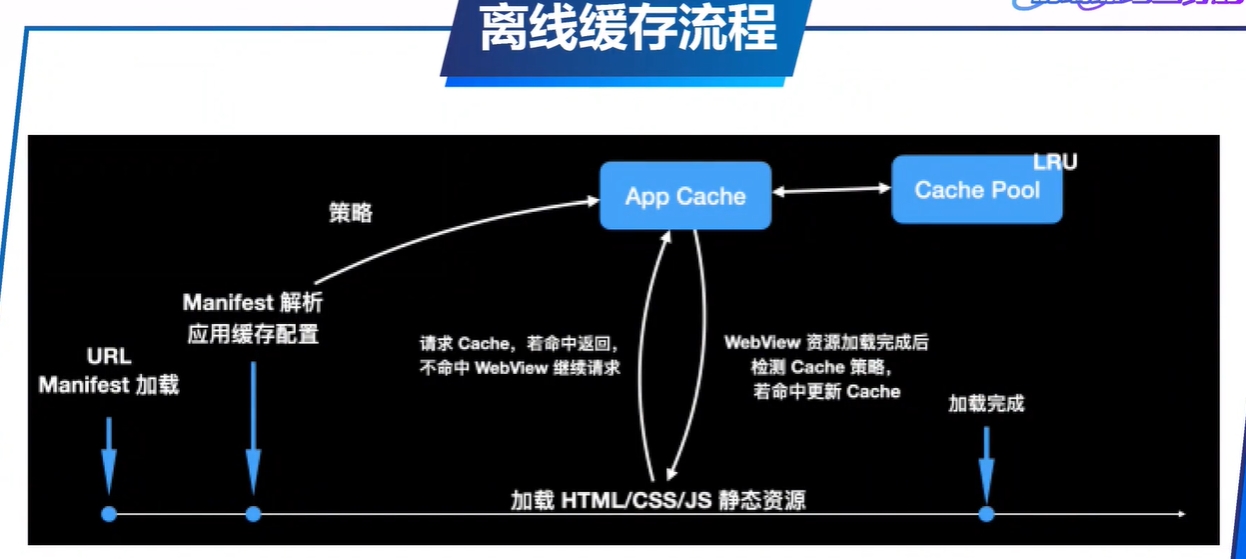 离线缓存流程
LRU
App Cache
Cache Pool
策略
Manifest 解析
应用缓存配置
URL
Manifest 加载
请求 Cache，若命中返回，
不命中 WebView 继续请求
WebView 资源加载完成后
检测 Cache 策略，
若命中更新 Cache
加载完成
加载 HTML/CSS/JS 静态资源